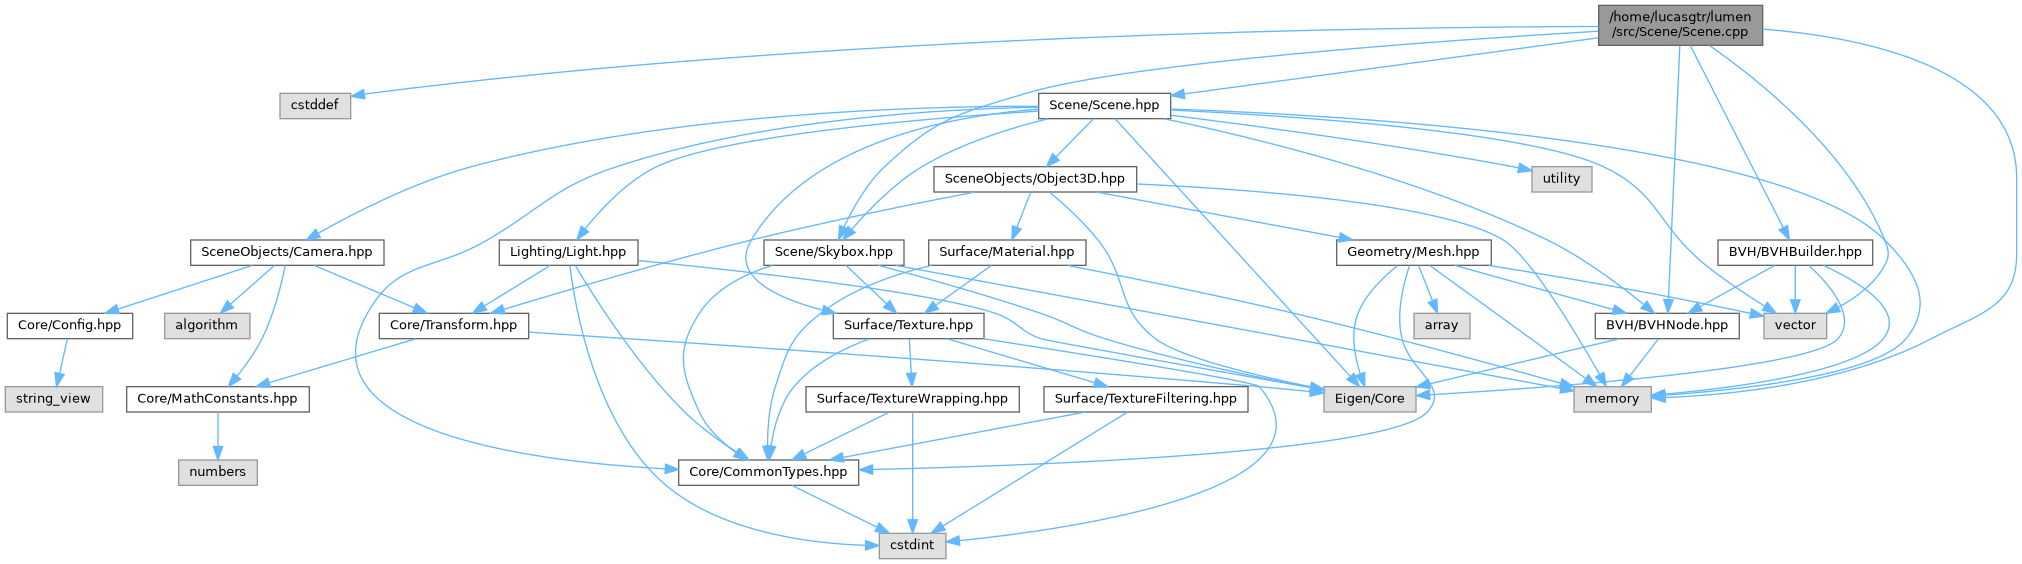 /home/lucasgtr/lumen
/src/Scene/Scene.cpp
cstddef
Scene/Scene.hpp
SceneObjects/Object3D.hpp
utility
SceneObjects/Camera.hpp
Lighting/Light.hpp
Scene/Skybox.hpp
Surface/Material.hpp
Geometry/Mesh.hpp
BVH/BVHBuilder.hpp
Core/Config.hpp
algorithm
Core/Transform.hpp
Surface/Texture.hpp
array
BVH/BVHNode.hpp
vector
string_view
Core/MathConstants.hpp
Surface/TextureWrapping.hpp
Surface/TextureFiltering.hpp
Eigen/Core
memory
numbers
Core/CommonTypes.hpp
cstdint